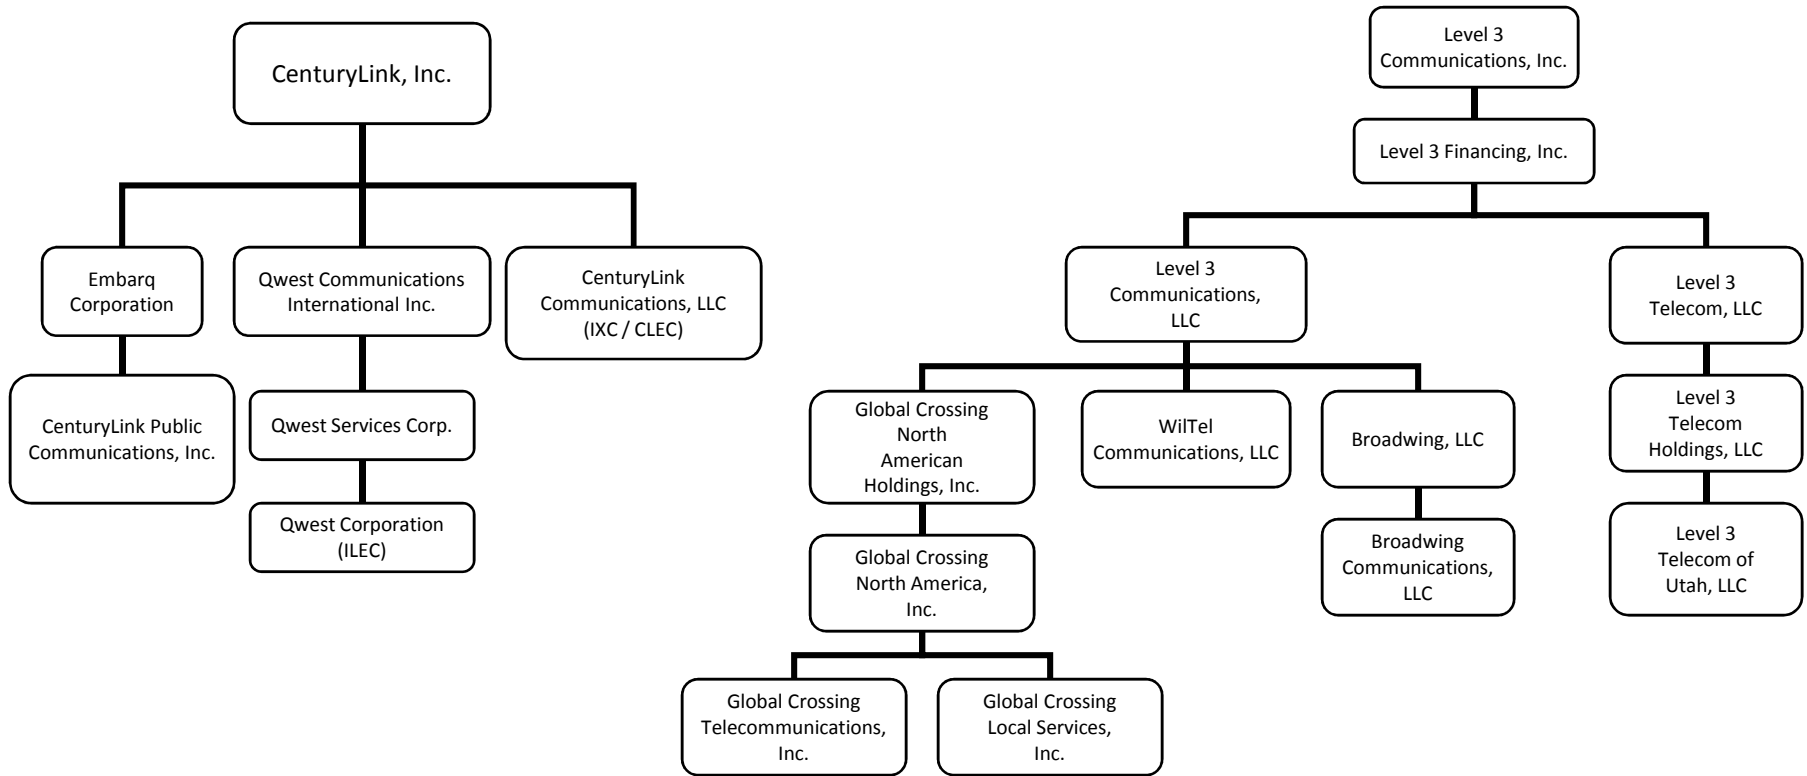 CenturyLink, Inc.
Embarq
Corporation
CenturyLink Public
Communications, Inc.
Qwest Communications
International Inc.
Qwest Services Corp.
Qwest Corporation
(ILEC)
CenturyLink
Communications, LLC
(IXC / CLEC)
Level 3
Communications, Inc.
Level 3 Financing, Inc.
Level 3
Communications,
LLC
Global Crossing
North
American
Holdings, Inc.
Global Crossing
North America,
Inc.
Global Crossing
Telecommunications,
Inc.
Global Crossing
Local Services,
Inc.
WilTel
Communications, LLC
Broadwing, LLC
Broadwing
Communications,
LLC
Level 3
Telecom, LLC
Level 3
Telecom
Holdings, LLC
Level 3
Telecom of
Utah, LLC